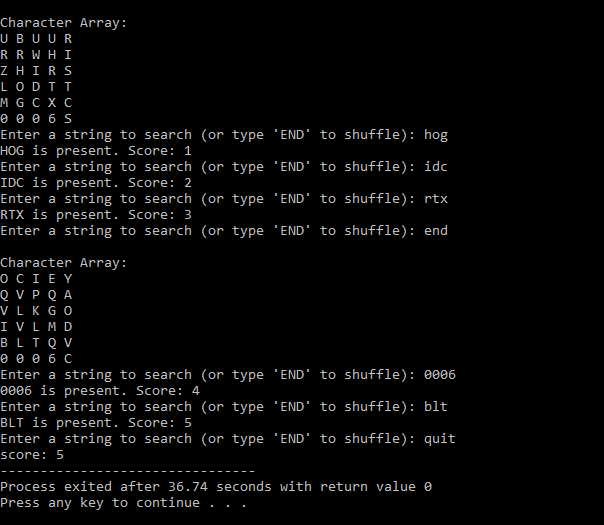 Character Array:
U B U U R
R R W H I
Z H I R S
L O D T T
M G C X C
0 0 0 6 S
Enter a string to search (or type 'END' to shuffle): hog
HOG is present. Score: 1
Enter a string to search (or type 'END' to shuffle): idc
IDC is present. Score: 2
Enter a string to search (or type 'END' to shuffle): rtx
RTX is present. Score: 3
Enter a string to search (or type 'END' to shuffle): end
Character Array:
O C I E Y
Q V P Q A
V L K G O
I V L M D
B L T Q V
0 0 0 6 C
Enter a string to search (or type 'END' to shuffle): 0006
0006 is present. Score: 4
Enter a string to search (or type 'END' to shuffle): blt
BLT is present. Score: 5
Enter a string to search (or type 'END' to shuffle): quit
score: 5
--------------------------------
Process exited after 36.74 seconds with return value 0
Press any key to continue . . .